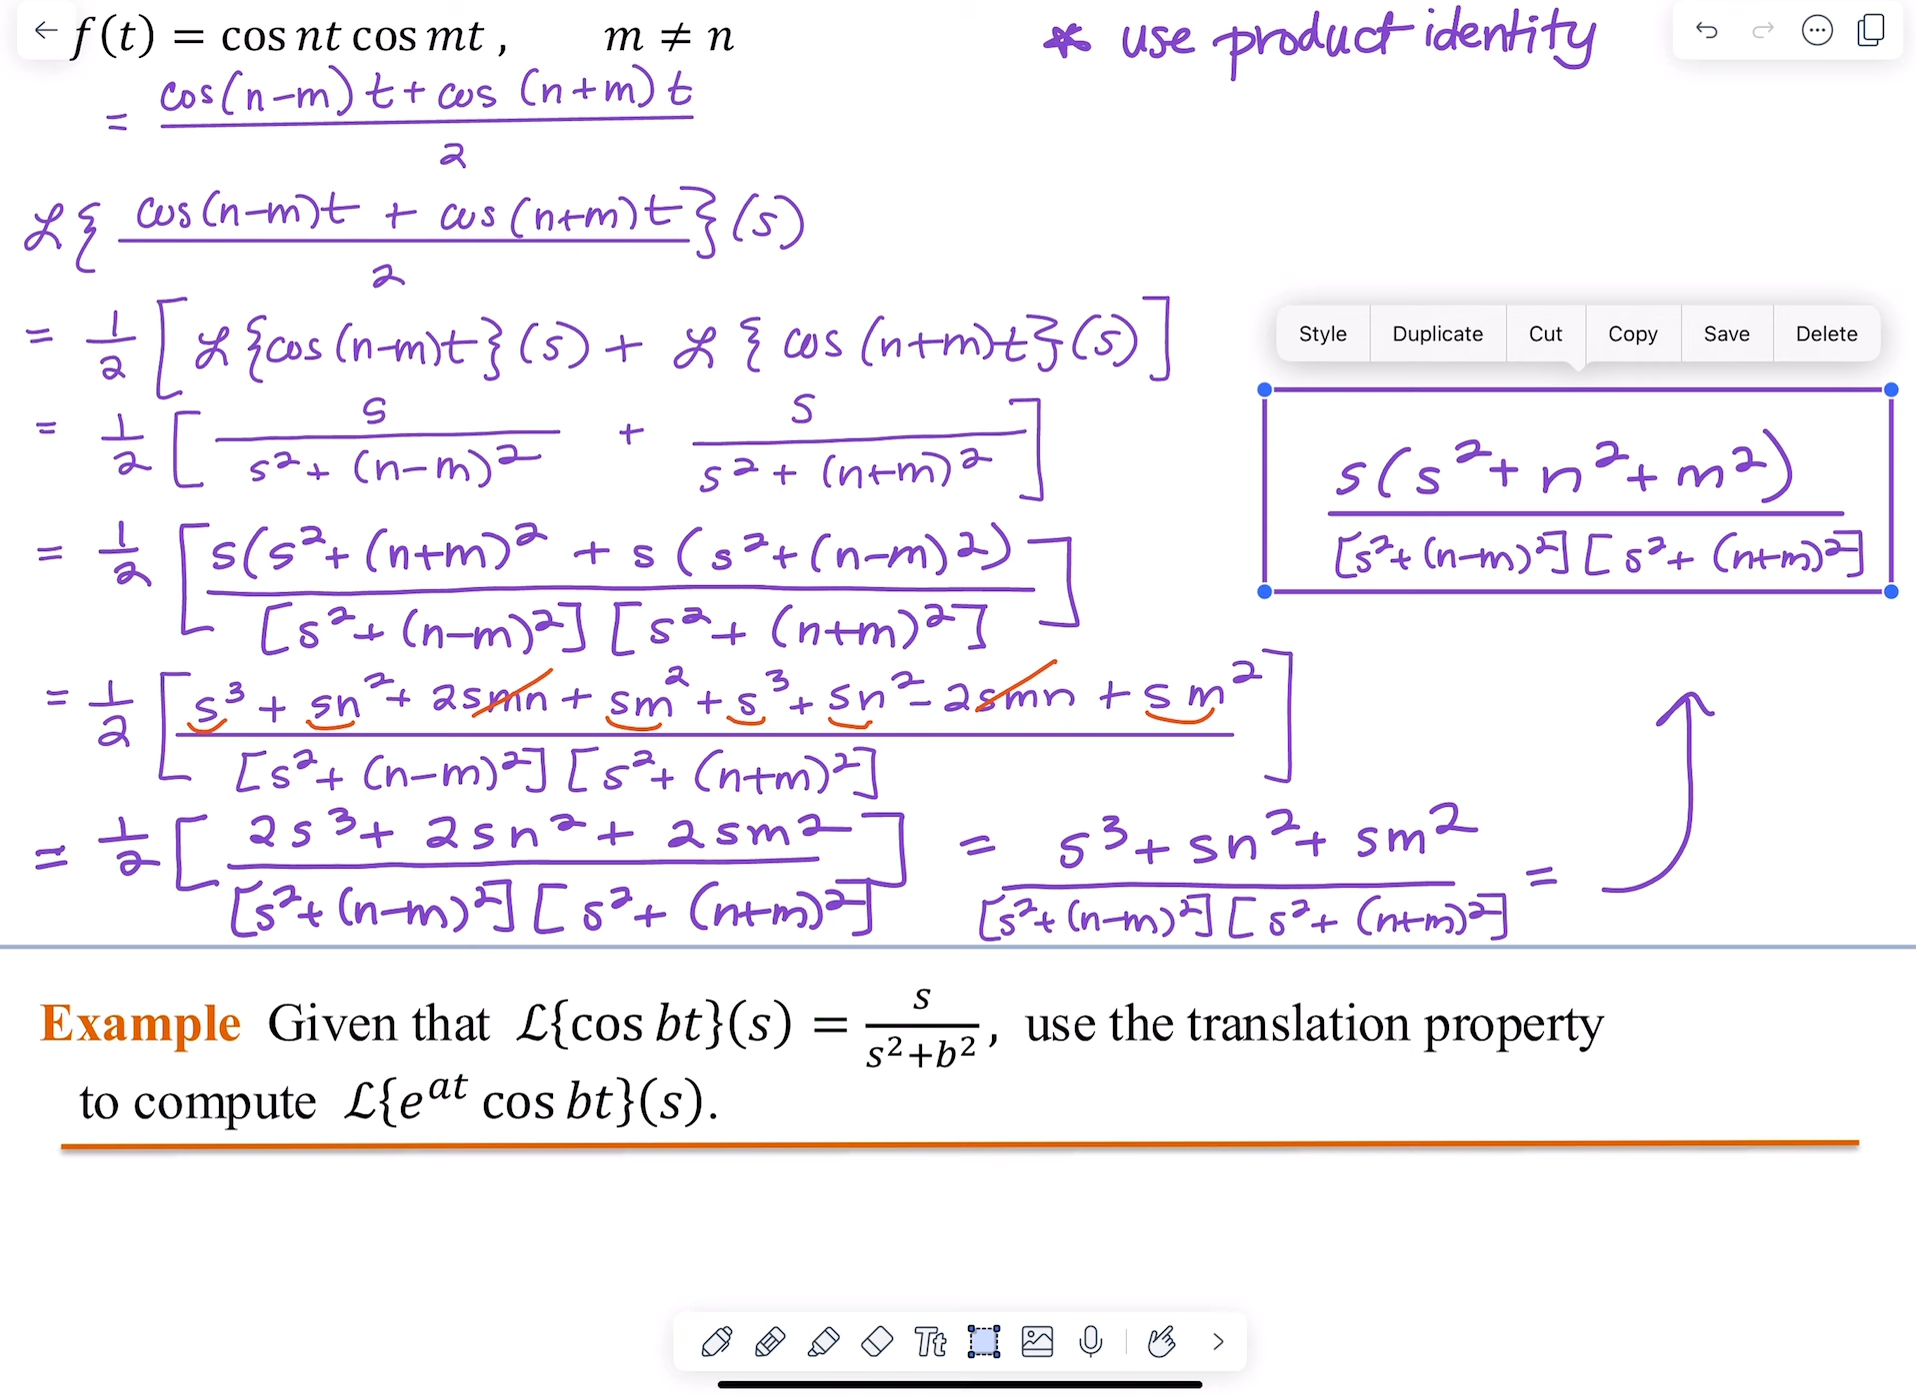 f(t) = cos nt cos mt ,    m ≠ n
* use product identity
= (cos(n-m)t + cos(n+m)t) / 2
ℒ{ (cos(n-m)t + cos(n+m)t) / 2 }(s)
= 1/2 [ ℒ{cos(n-m)t}(s) + ℒ{cos(n+m)t}(s) ]
Style Duplicate Cut Copy Save Delete
= 1/2 [ s / (s² + (n-m)²) + s / (s² + (n+m)²) ]
s(s² + n² + m²) / [s² + (n-m)²][s² + (n+m)²]
= 1/2 [ s(s² + (n+m)² + s(s² + (n-m)2) / [s² + (n-m)²][s² + (n+m)²] ]
= 1/2 [ s³ + sn² + 2smn + sm² + s³ + sn² - 2smn + sm² / [s² + (n-m)²][s² + (n+m)²] ]
= 1/2 [ 2s³ + 2sn² + 2sm² / [s² + (n-m)²][s² + (n+m)²] ] = s³ + sn² + sm² / [s² + (n-m)²][s² + (n+m)²] =
Example Given that ℒ{cos bt}(s) = s / (s²+b²), use the translation property
to compute ℒ{e^{at} cos bt}(s).
Tt